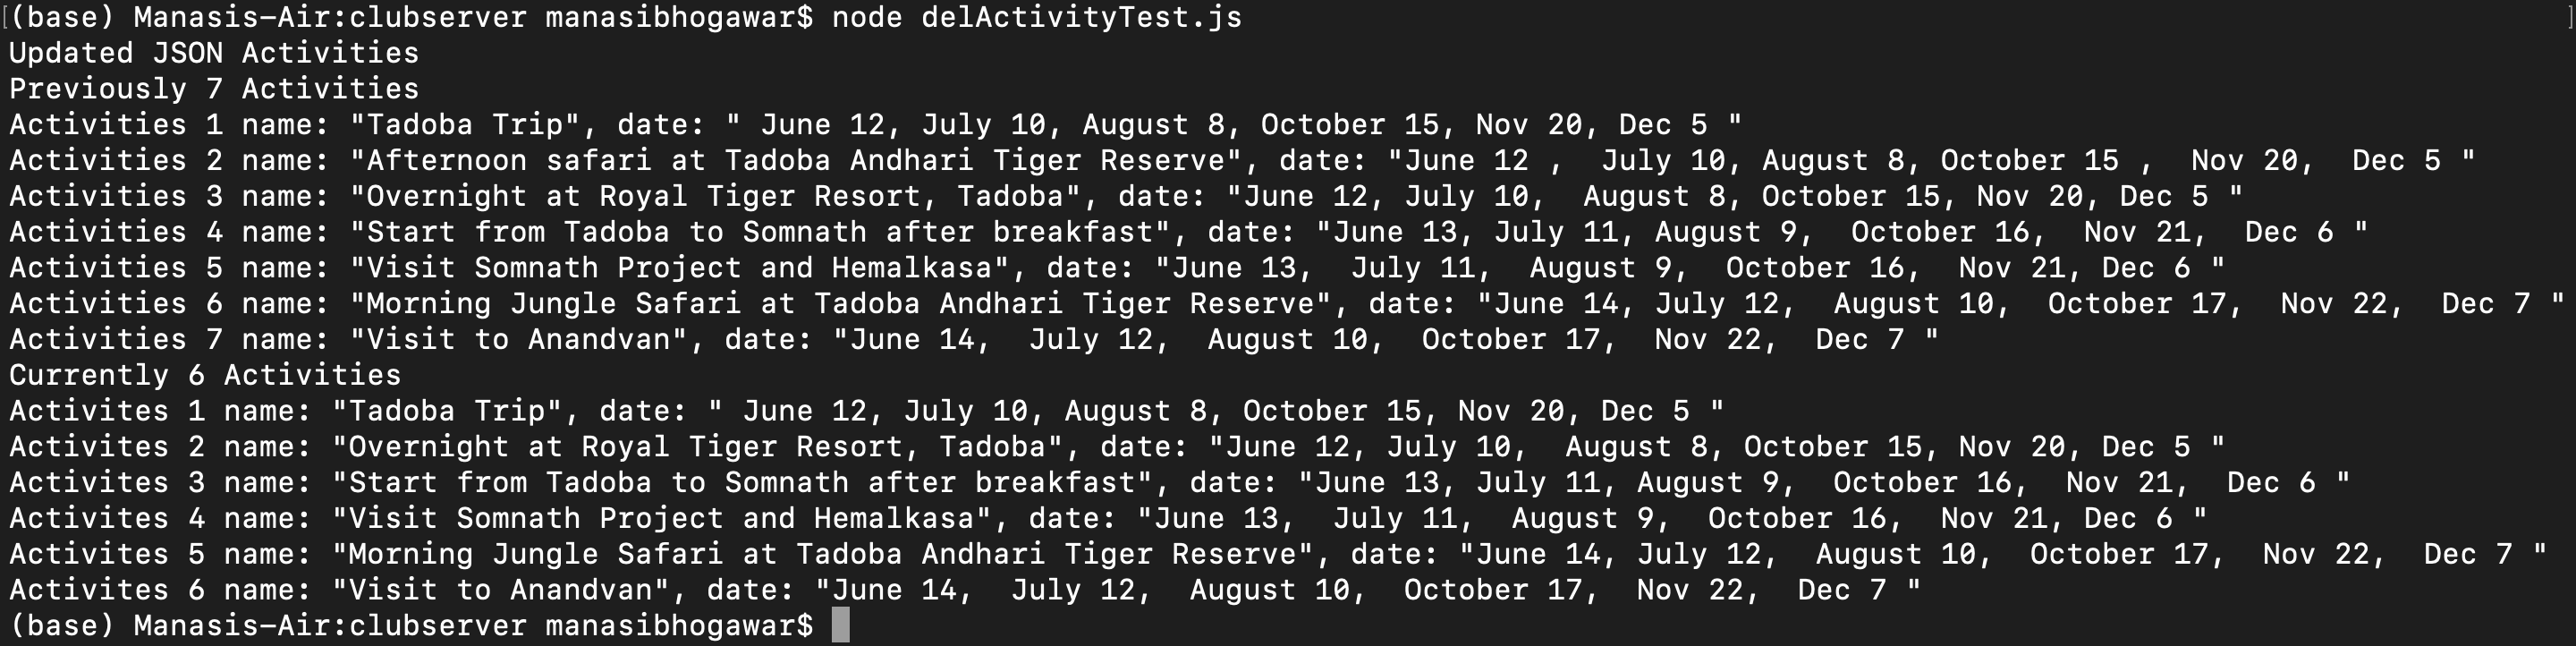 (base) Manasis-Air:clubserver manasibhogawar$ node delActivityTest.js
Updated JSON Activities
Previously 7 Activities
Activities 1 name: "Tadoba Trip", date: " June 12, July 10, August 8, October 15, Nov 20, Dec 5 "
Activities 2 name: "Afternoon safari at Tadoba Andhari Tiger Reserve", date: "June 12 ,  July 10, August 8, October 15 ,  Nov 20,  Dec 5 "
Activities 3 name: "Overnight at Royal Tiger Resort, Tadoba", date: "June 12, July 10,  August 8, October 15, Nov 20, Dec 5 "
Activities 4 name: "Start from Tadoba to Somnath after breakfast", date: "June 13, July 11, August 9,  October 16,  Nov 21,  Dec 6 "
Activities 5 name: "Visit Somnath Project and Hemalkasa", date: "June 13,  July 11,  August 9,  October 16,  Nov 21, Dec 6 "
Activities 6 name: "Morning Jungle Safari at Tadoba Andhari Tiger Reserve", date: "June 14, July 12,  August 10,  October 17,  Nov 22,  Dec 7 "
Activities 7 name: "Visit to Anandvan", date: "June 14,  July 12,  August 10,  October 17,  Nov 22,  Dec 7 "
Currently 6 Activities
Activites 1 name: "Tadoba Trip", date: " June 12, July 10, August 8, October 15, Nov 20, Dec 5 "
Activites 2 name: "Overnight at Royal Tiger Resort, Tadoba", date: "June 12, July 10,  August 8, October 15, Nov 20, Dec 5 "
Activites 3 name: "Start from Tadoba to Somnath after breakfast", date: "June 13, July 11, August 9,  October 16,  Nov 21,  Dec 6 "
Activites 4 name: "Visit Somnath Project and Hemalkasa", date: "June 13,  July 11,  August 9,  October 16,  Nov 21, Dec 6 "
Activites 5 name: "Morning Jungle Safari at Tadoba Andhari Tiger Reserve", date: "June 14, July 12,  August 10,  October 17,  Nov 22,  Dec 7 "
Activites 6 name: "Visit to Anandvan", date: "June 14,  July 12,  August 10,  October 17,  Nov 22,  Dec 7 "
(base) Manasis-Air:clubserver manasibhogawar$